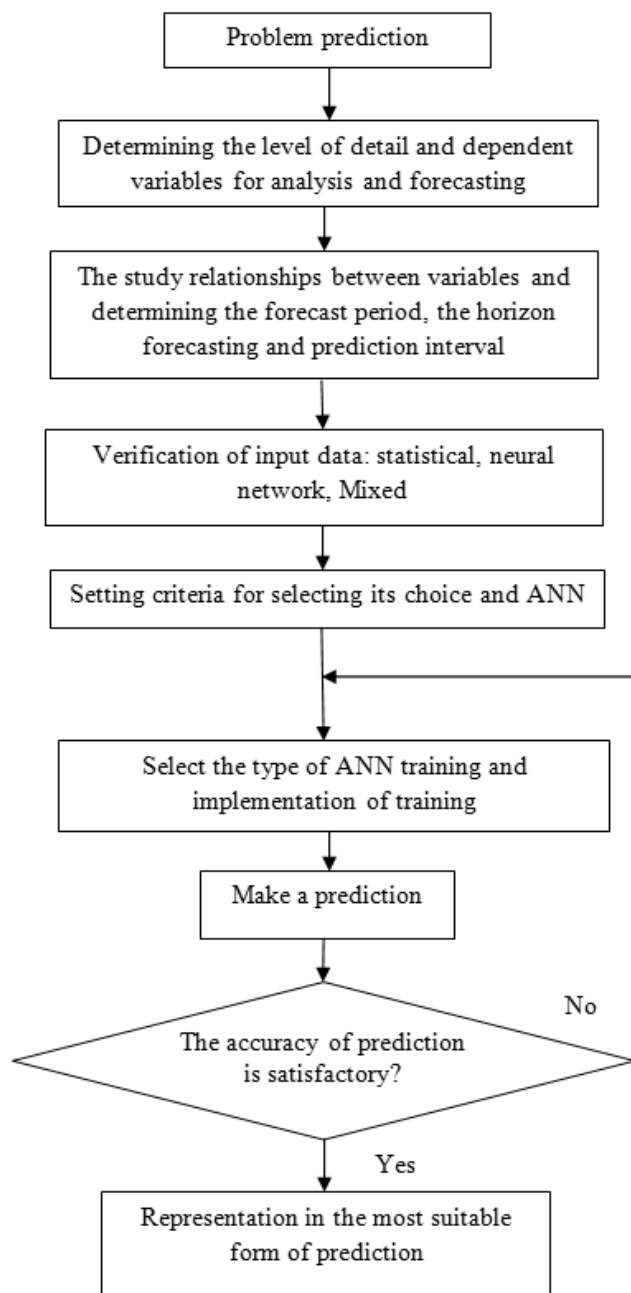 Problem prediction
Determining the level of detail and dependent
variables for analysis and forecasting
The study relationships between variables and
determining the forecast period, the horizon
forecasting and prediction interval
Verification of input data: statistical, neural
network, Mixed
Setting criteria for selecting its choice and ANN
Select the type of ANN training and
implementation of training
Make a prediction
No
The accuracy of prediction
is satisfactory?
Yes
Representation in the most suitable
form of prediction